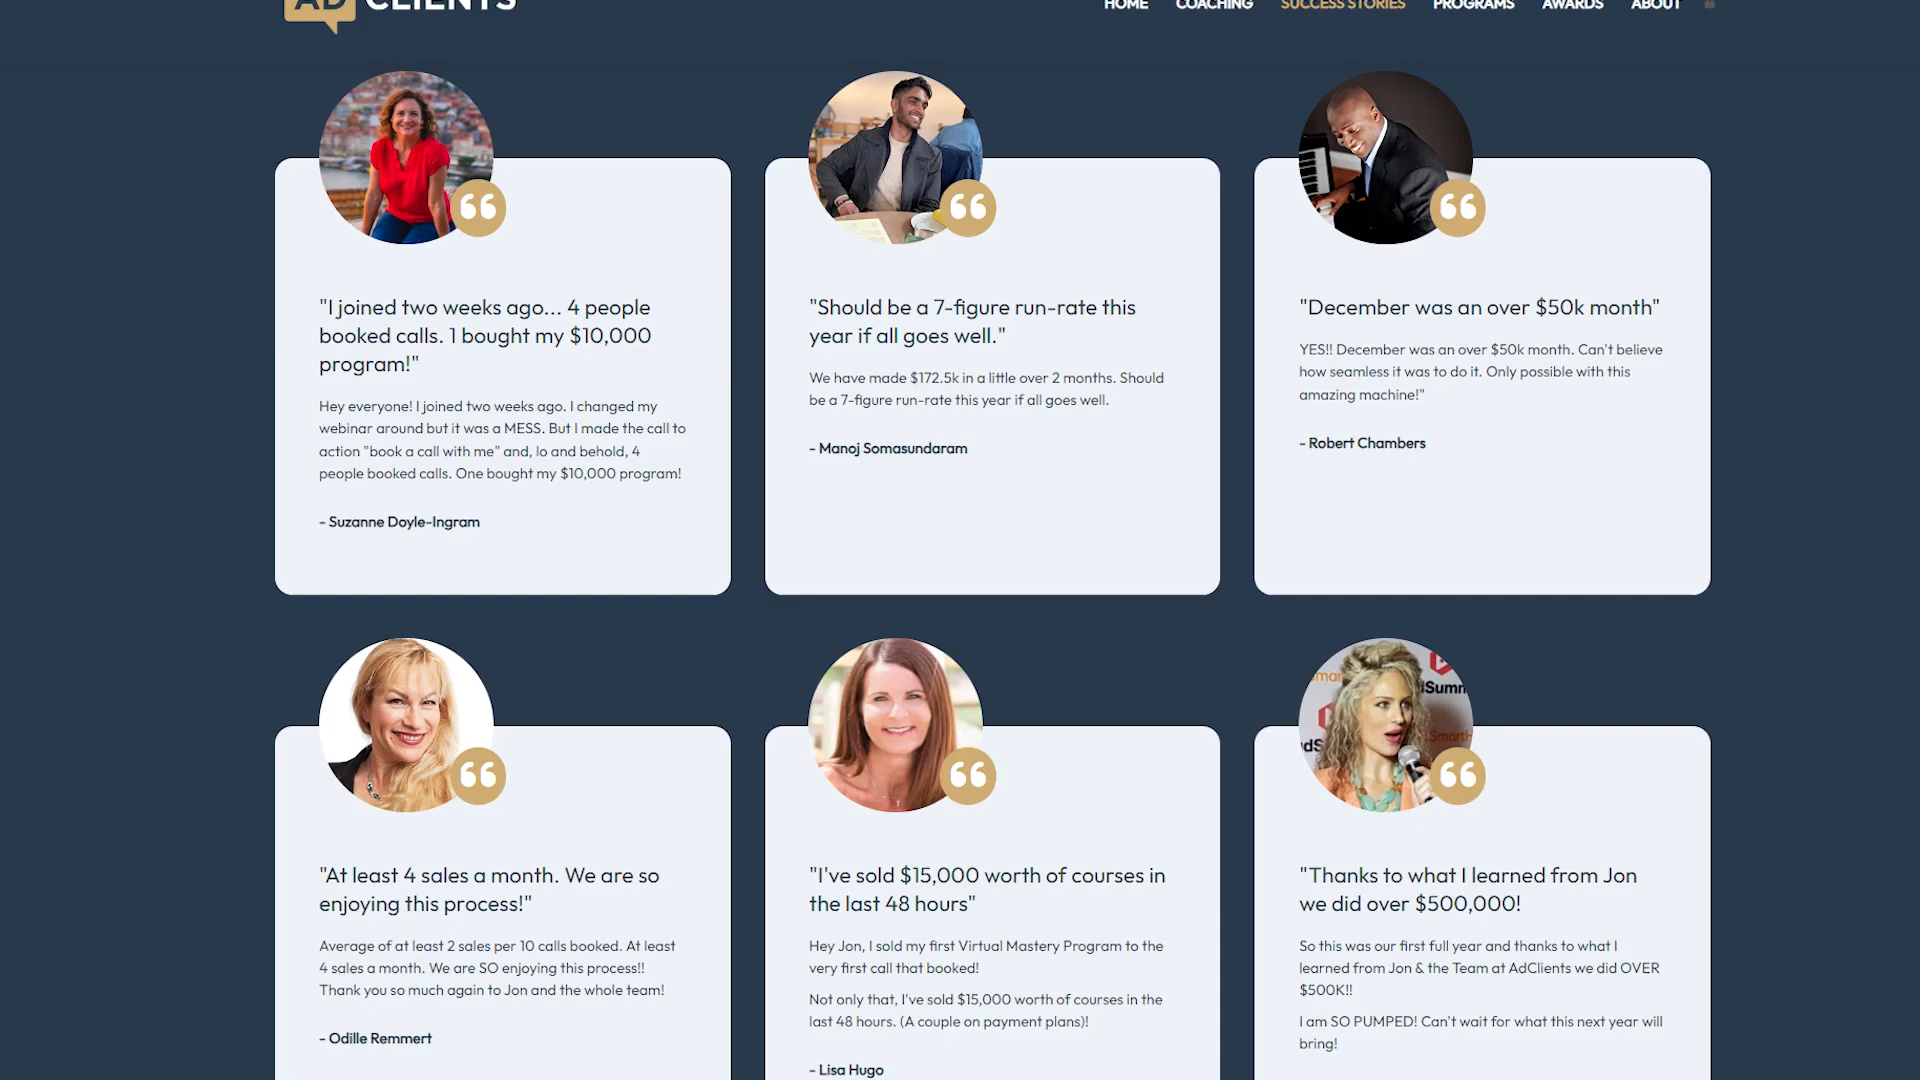 AD CLIENTS
HOME
COACHING
SUCCESS STORIES
PROGRAMS
AWARDS
ABOUT
"I joined two weeks ago... 4 people
booked calls. 1 bought my $10,000
program!"
Hey everyone! I joined two weeks ago. I changed my
webinar around but it was a MESS. But I made the call to
action "book a call with me" and, lo and behold, 4
people booked calls. One bought my $10,000 program!
- Suzanne Doyle-Ingram
"Should be a 7-figure run-rate this
year if all goes well."
We have made $172.5k in a little over 2 months. Should
be a 7-figure run-rate this year if all goes well.
- Manoj Somasundaram
"December was an over $50k month"
YES!! December was an over $50k month. Can't believe
how seamless it was to do it. Only possible with this
amazing machine!"
- Robert Chambers
"At least 4 sales a month. We are so
enjoying this process!"
Average of at least 2 sales per 10 calls booked. At least
4 sales a month. We are SO enjoying this process!!
Thank you so much again to Jon and the whole team!
- Odille Remmert
"I've sold $15,000 worth of courses in
the last 48 hours"
Hey Jon, I sold my first Virtual Mastery Program to the
very first call that booked!
Not only that, I've sold $15,000 worth of courses in the
last 48 hours. (A couple on payment plans)!
- Lisa Hugo
"Thanks to what I learned from Jon
we did over $500,000!
So this was our first full year and thanks to what I
learned from Jon & the Team at AdClients we did OVER
$500K!!
I am SO PUMPED! Can't wait for what this next year will
bring!